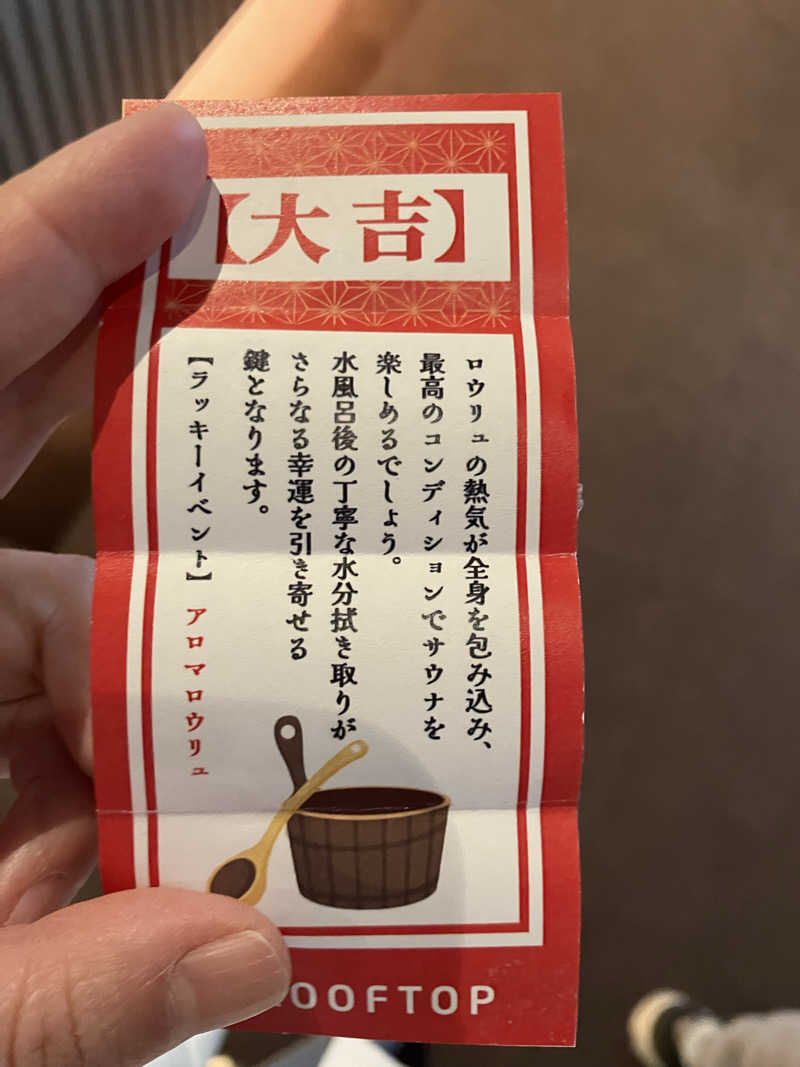 【大吉】
ロウリュの熱気が全身を包み込み、
最高のコンディションでサウナを
楽しめるでしょう。
水風呂後の丁寧な水分拭き取りが
さらなる幸運を引き寄せる
鍵となります。
【ラッキーイベント】 アロマロウリュ
OOFTOP